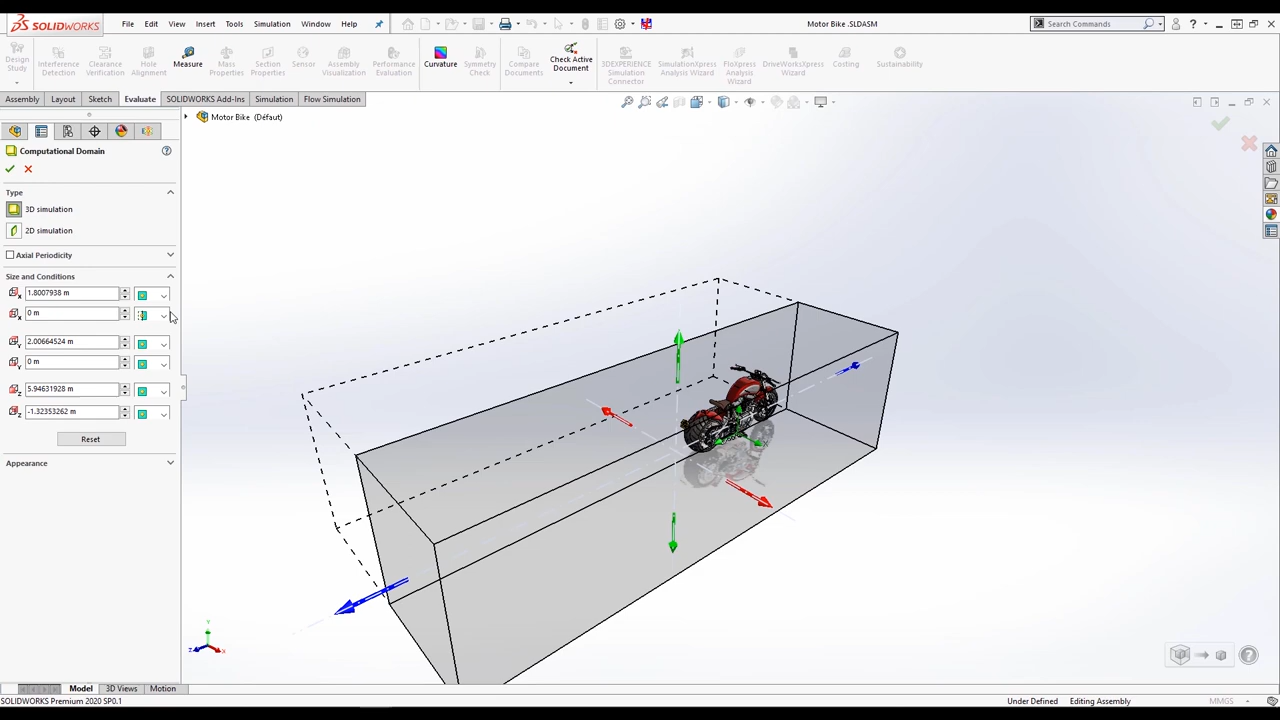 SOLIDWORKS File Edit View Insert Tools Simulation Window Help Motor Bike .SLDASM Search Commands
Design Study Interference Detection Clearance Verification Hole Alignment Measure Mass Properties Section Properties Sensor Assembly Visualization Performance Evaluation Curvature Symmetry Check Compare Documents Check Active Document 3DEXPERIENCE Simulation Connector SimulationXpress Analysis Wizard FloXpress Analysis Wizard DriveWorksXpress Wizard Costing Sustainability
Assembly Layout Sketch Evaluate SOLIDWORKS Add-Ins Simulation Flow Simulation
Motor Bike (Défaut)
Computational Domain
Type
3D simulation
2D simulation
Axial Periodicity
Size and Conditions
1.8007938 m
0 m
2.00664524 m
0 m
5.94631928 m
-1.32353262 m
Reset
Appearance
Y
Z X
Model 3D Views Motion
SOLIDWORKS Premium 2020 SP0.1 Under Defined Editing Assembly MMGS